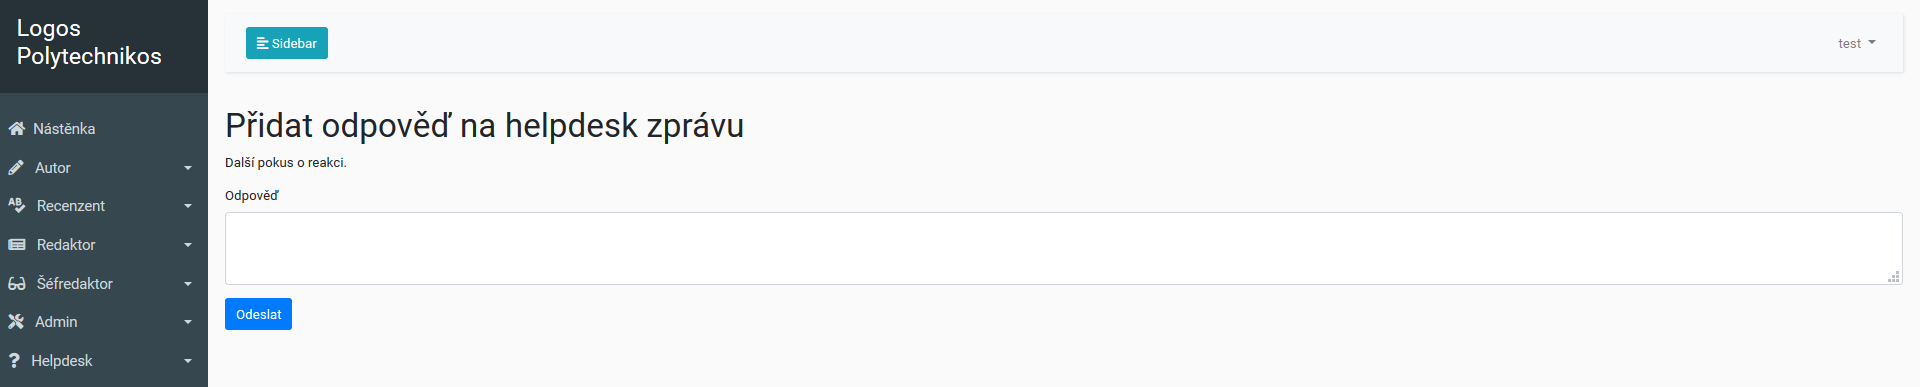 Logos
Polytechnikos
Sidebar
test
Nástěnka
Autor
Recenzent
Redaktor
Šéfredaktor
Admin
Helpdesk
Přidat odpověď na helpdesk zprávu
Další pokus o reakci.
Odpověď
Odeslat